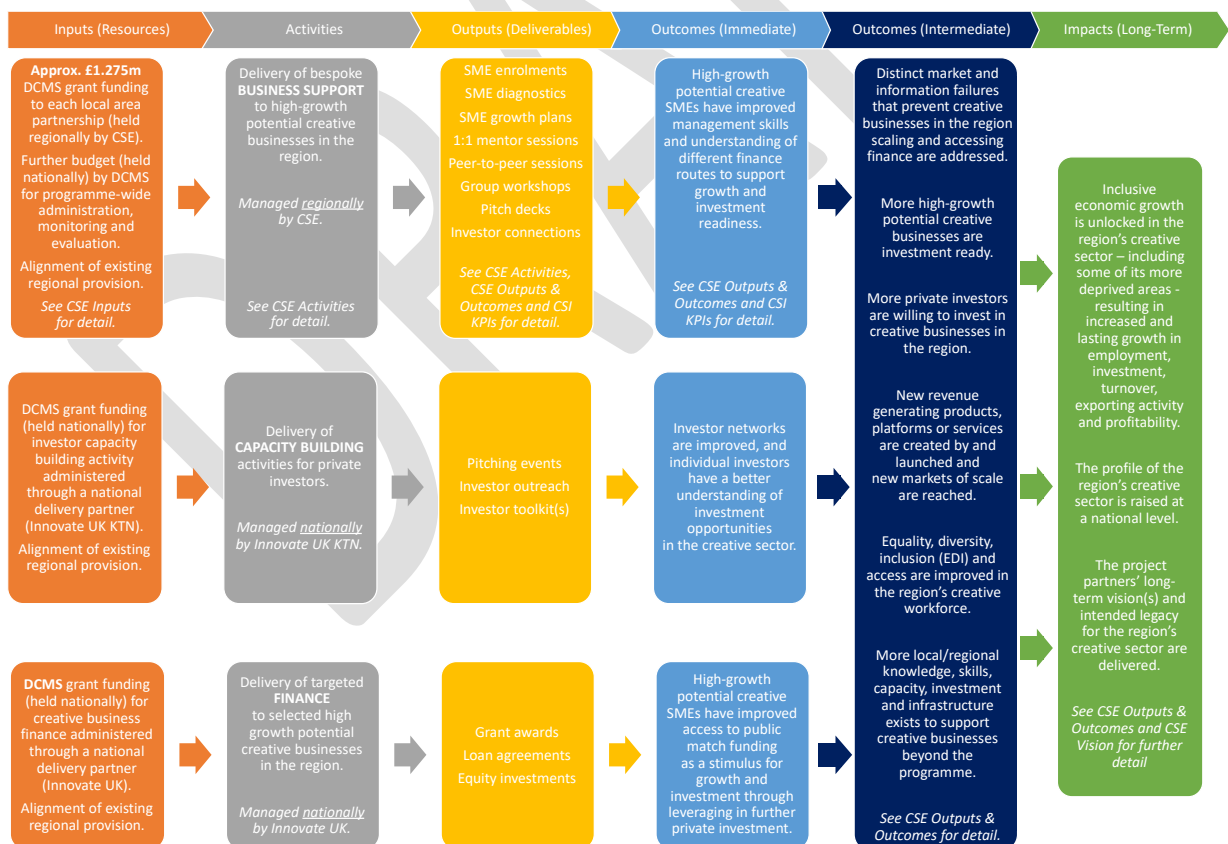 Inputs (Resources)
Activities
Outputs (Deliverables)
Outcomes (Immediate)
Outcomes (Intermediate)
Impacts (Long-Term)
Approx. £1.275m
DCMS grant funding
to each local area
partnership (held
regionally by CSE).
Further budget (held
nationally) by DCMS
for programme-wide
administration,
monitoring and
evaluation.
Alignment of existing
regional provision.
See CSE Inputs
for detail.
Delivery of bespoke
BUSINESS SUPPORT
to high-growth
potential creative
businesses in the
region.
Managed regionally
by CSE.
See CSE Activities
for detail.
SME enrolments
SME diagnostics
SME growth plans
1:1 mentor sessions
Peer-to-peer sessions
Group workshops
Pitch decks
Investor connections
See CSE Activities,
CSE Outputs &
Outcomes and CSI
KPIs for detail.
High-growth
potential creative
SMEs have improved
management skills
and understanding of
different finance
routes to support
growth and
investment
readiness.
See CSE Outputs &
Outcomes and CSI
KPIs for detail.
DCMS grant funding
(held nationally) for
investor capacity
building activity
administered
through a national
delivery partner
(Innovate UK KTN).
Alignment of existing
regional provision.
Delivery of
CAPACITY BUILDING
activities for private
investors.
Managed nationally
by Innovate UK KTN.
Pitching events
Investor outreach
Investor toolkit(s)
Investor networks
are improved, and
individual investors
have a better
understanding of
investment
opportunities
in the creative sector.
DCMS grant funding
(held nationally) for
creative business
finance administered
through a national
delivery partner
(Innovate UK).
Alignment of existing
regional provision.
Delivery of targeted
FINANCE
to selected high
growth potential
creative businesses
in the region.
Managed nationally
by Innovate UK.
Grant awards
Loan agreements
Equity investments
High-growth
potential creative
SMEs have improved
access to public
match funding
as a stimulus for
growth and
investment through
leveraging in further
private investment.
Distinct market and
information failures
that prevent creative
businesses in the region
scaling and accessing
finance are addressed.
More high-growth
potential creative
businesses are
investment ready.
More private investors
are willing to invest in
creative businesses in
the region.
New revenue
generating products,
platforms or services
are created by and
launched and
new markets of scale
are reached.
Equality, diversity,
inclusion (EDI) and
access are improved in
the region's creative
workforce.
More local/regional
knowledge, skills,
capacity, investment
and infrastructure
exists to support
creative businesses
beyond the
programme.
See CSE Outputs &
Outcomes for detail.
Inclusive
economic growth
is unlocked in the
region's creative
sector – including
some of its more
deprived areas -
resulting in
increased and
lasting growth in
employment,
investment,
turnover,
exporting activity
and profitability.
The profile of the
region's creative
sector is raised at
a national level.
The project
partners' long-
term vision(s) and
intended legacy
for the region's
creative sector are
delivered.
See CSE Outputs &
Outcomes and CSE
Vision for further
detail